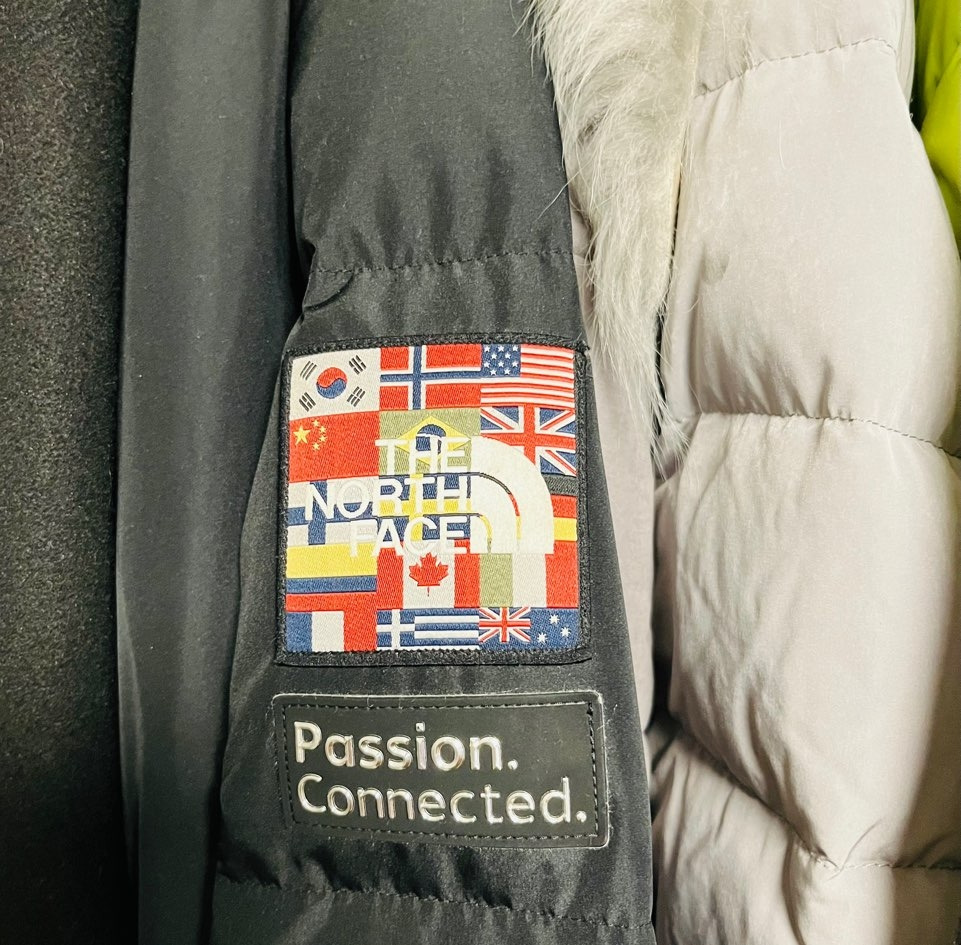 THE
NORTH
FACE
Passion.
Connected.